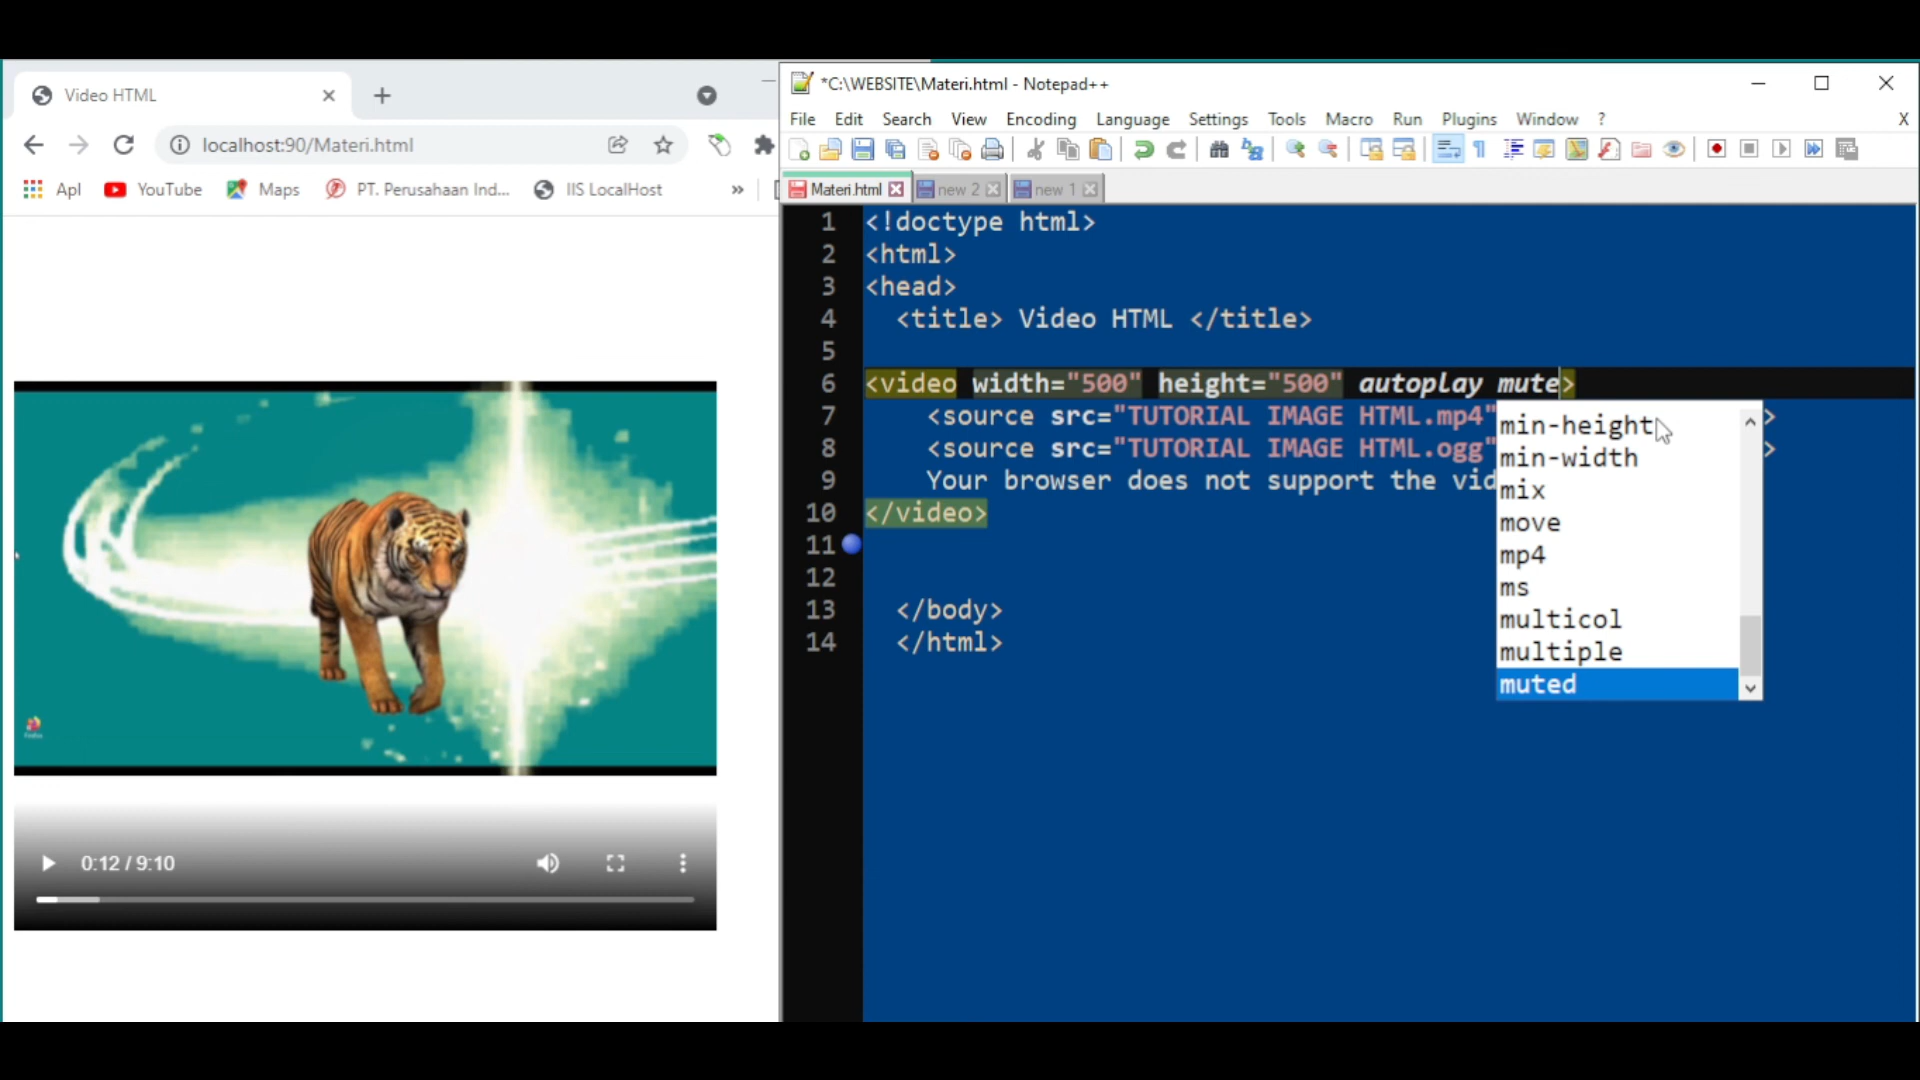 Video HTML
localhost:90/Materi.html
Apl YouTube Maps PT. Perusahaan Ind... IIS LocalHost »
0:12 / 9:10
*C:\WEBSITE\Materi.html - Notepad++
File Edit Search View Encoding Language Settings Tools Macro Run Plugins Window ? X
Materi.html new 2 new 1
1 <!doctype html>
2 <html>
3 <head>
4 <title> Video HTML </title>
5
6 <video width="500" height="500" autoplay mute>
7 <source src="TUTORIAL IMAGE HTML.mp4" >
8 <source src="TUTORIAL IMAGE HTML.ogg" >
9 Your browser does not support the vid
10 </video>
11
12
13 </body>
14 </html>
min-height
min-width
mix
move
mp4
ms
multicol
multiple
muted